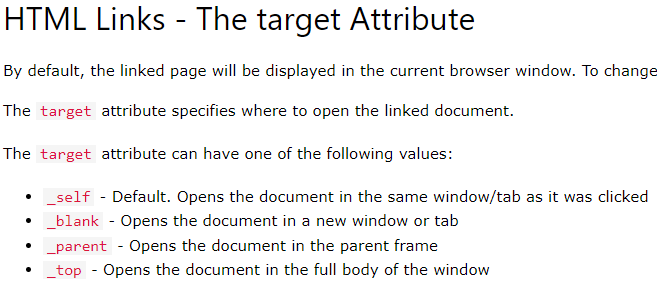 HTML Links - The target Attribute
By default, the linked page will be displayed in the current browser window. To change
The target attribute specifies where to open the linked document.
The target attribute can have one of the following values:
• _self - Default. Opens the document in the same window/tab as it was clicked
• _blank - Opens the document in a new window or tab
• _parent - Opens the document in the parent frame
• _top - Opens the document in the full body of the window